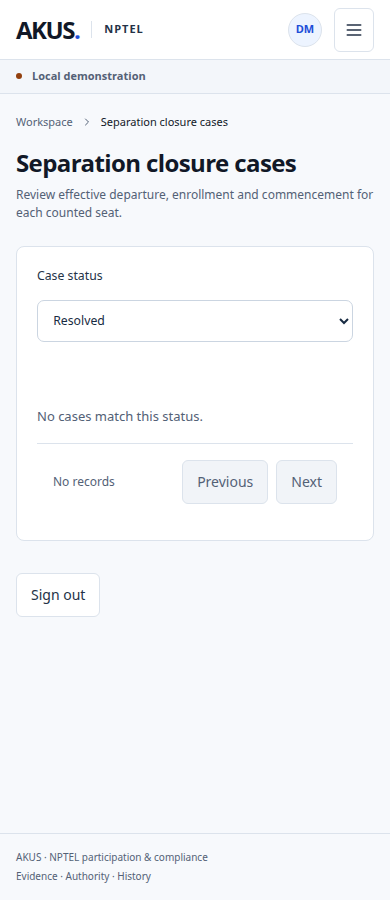 AKUS. NPTEL DM
Local demonstration
Workspace > Separation closure cases
Separation closure cases
Review effective departure, enrollment and commencement for
each counted seat.
Case status
Resolved
No cases match this status.
No records Previous Next
Sign out
AKUS · NPTEL participation & compliance
Evidence · Authority · History